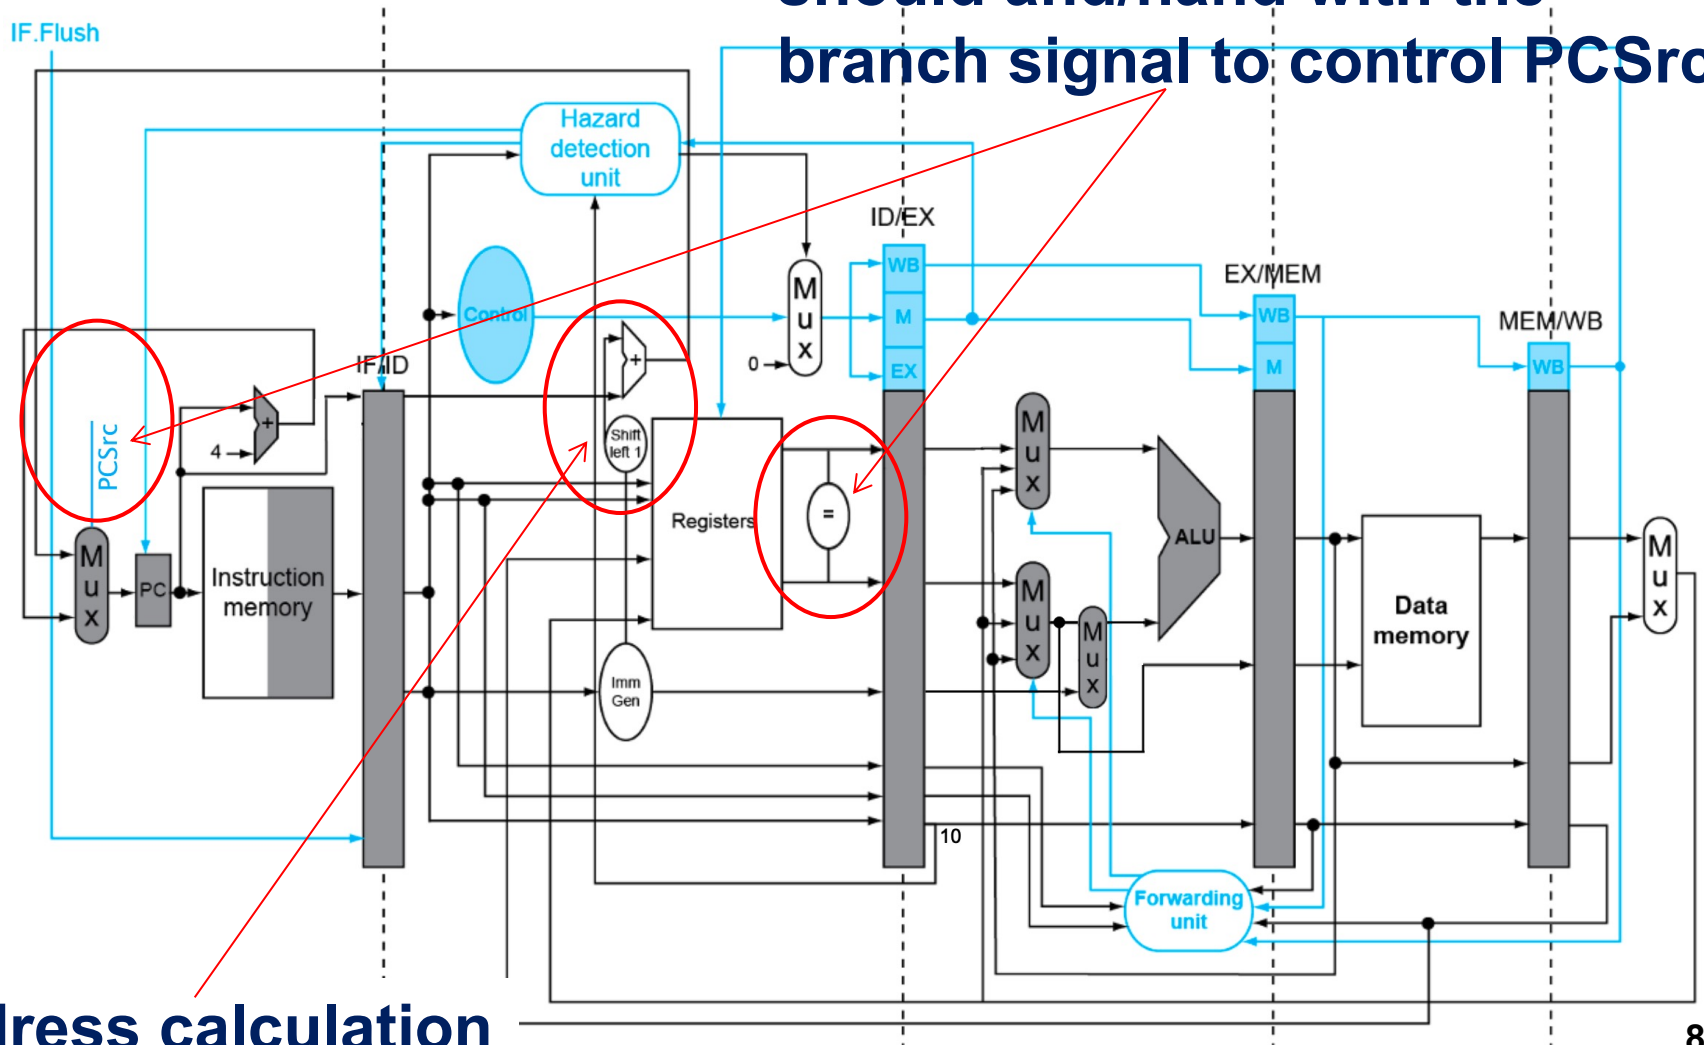 should and/nand with the
branch signal to control PCSrc
IF.Flush
Hazard
detection
unit
ID/EX
WB
M
EX
Control
M
u
x
0
EX/MEM
WB
M
MEM/WB
WB
IF/ID
+
+
4
PCSrc
Shift
left 1
M
u
x
PC
Instruction
memory
Registers
=
Imm
Gen
M
u
x
M
u
x
M
u
x
ALU
Data
memory
M
u
x
10
Forwarding
unit
dress calculation
8